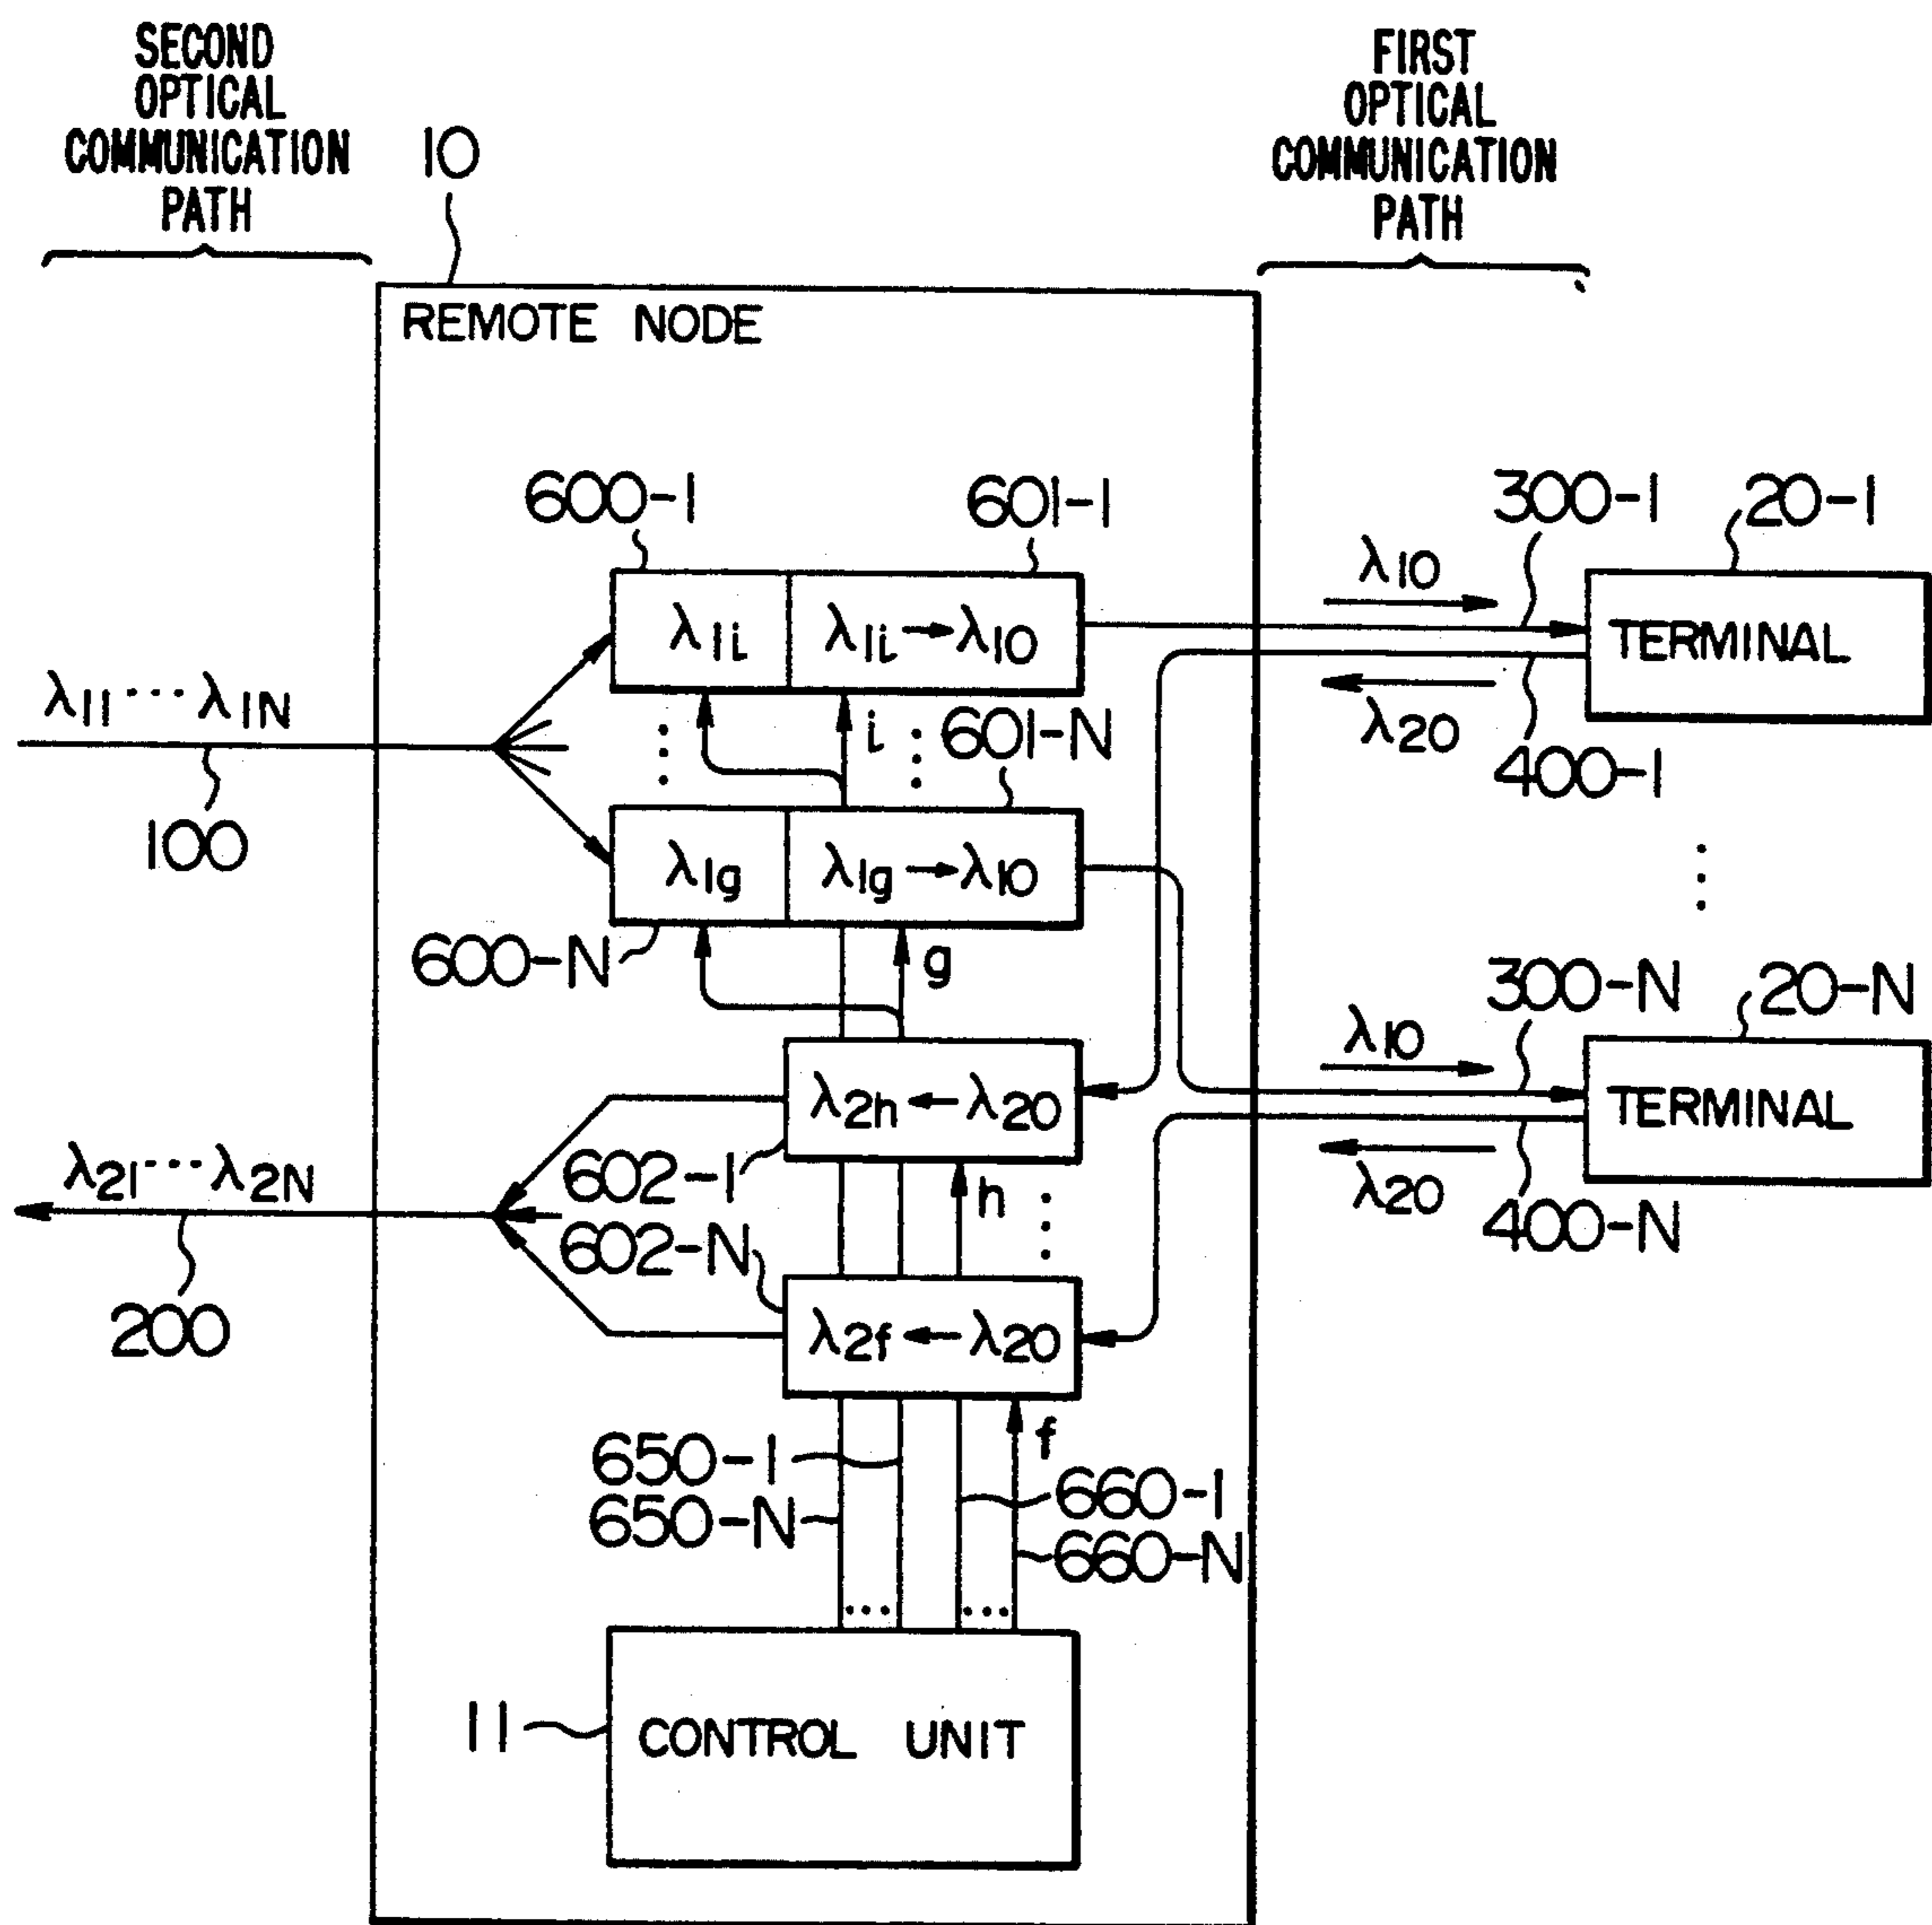 SECOND
OPTICAL
COMMUNICATION
PATH
10
FIRST
OPTICAL
COMMUNICATION
PATH
REMOTE NODE
600-1
601-1
300-1
20-1
λ10
λ1i
λ1i→λ10
TERMINAL
λ11···λ1N
λ20
400-1
100
i
601-N
λ1g
λ1g→λ10
600-N
g
300-N
20-N
λ10
λ2h←λ20
TERMINAL
λ21···λ2N
602-1
h
λ20
400-N
602-N
200
λ2f←λ20
f
650-1
650-N
660-1
660-N
11
CONTROL UNIT